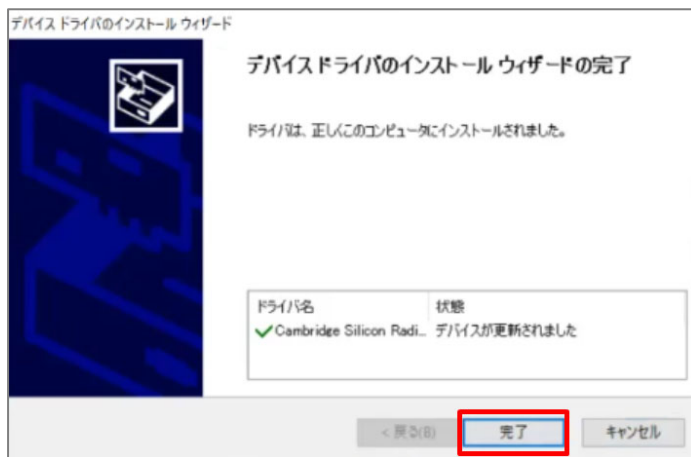 デバイス ドライバのインストール ウィザード
デバイス ドライバのインストール ウィザードの完了
ドライバは、正しくこのコンピュータにインストールされました。
ドライバ名 状態
Cambridge Silicon Radi... デバイスが更新されました
< 戻る(B) 完了 キャンセル